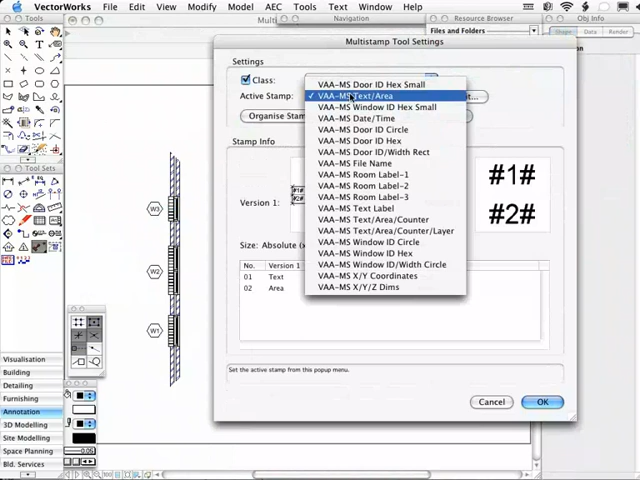 VectorWorks File Edit View Modify Model AEC Tools Text Window Help
Navigation
Resource Browser
Obj Info
Files and Folders
Shape Data Render
Multistamp Tool Settings
Settings
Class:
Active Stamp:
Organise Stam
VAA-MS Door ID Hex Small
✓ VAA-MS Text/Area
VAA-MS Window ID Hex Small
VAA-MS Date/Time
VAA-MS Door ID Circle
VAA-MS Door ID Hex
VAA-MS Door ID/Width Rect
VAA-MS File Name
VAA-MS Room Label-1
VAA-MS Room Label-2
VAA-MS Room Label-3
VAA-MS Text Label
VAA-MS Text/Area/Counter
VAA-MS Text/Area/Counter/Layer
VAA-MS Window ID Circle
VAA-MS Window ID Hex
VAA-MS Window ID/Width Circle
VAA-MS X/Y Coordinates
VAA-MS X/Y/Z Dims
Stamp Info
Version 1:
#1#
#2#
#1#
#2#
Size: Absolute (x
No. Version 1
01 Text
02 Area
Set the active stamp from this popup menu.
Cancel OK
Tool Sets
W3
W2
W1
Visualisation
Building
Detailing
Furnishing
Annotation
3D Modelling
Site Modelling
Space Planning
Bld. Services
0.05